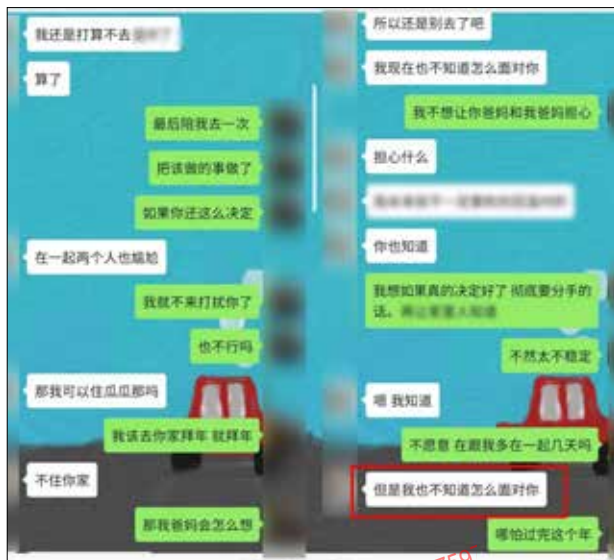 我还是打算不去
算了
最后陪我去一次
把该做的事做了
如果你还这么决定
在一起两个人也尴尬
我就不来打扰你了
也不行吗
那我可以住瓜瓜那吗
我该去你家拜年 就拜年
不住你家
那我爸妈会怎么想
所以还是别去了吧
我现在也不知道怎么面对你
我不想让你爸妈和我爸妈担心
担心什么
你也知道
我想如果真的决定好了 彻底要分手的
话。
不然太不稳定
嗯 我知道
不愿意 在跟我多在一起几天吗
但是我也不知道怎么面对你
哪怕过完这个年
759